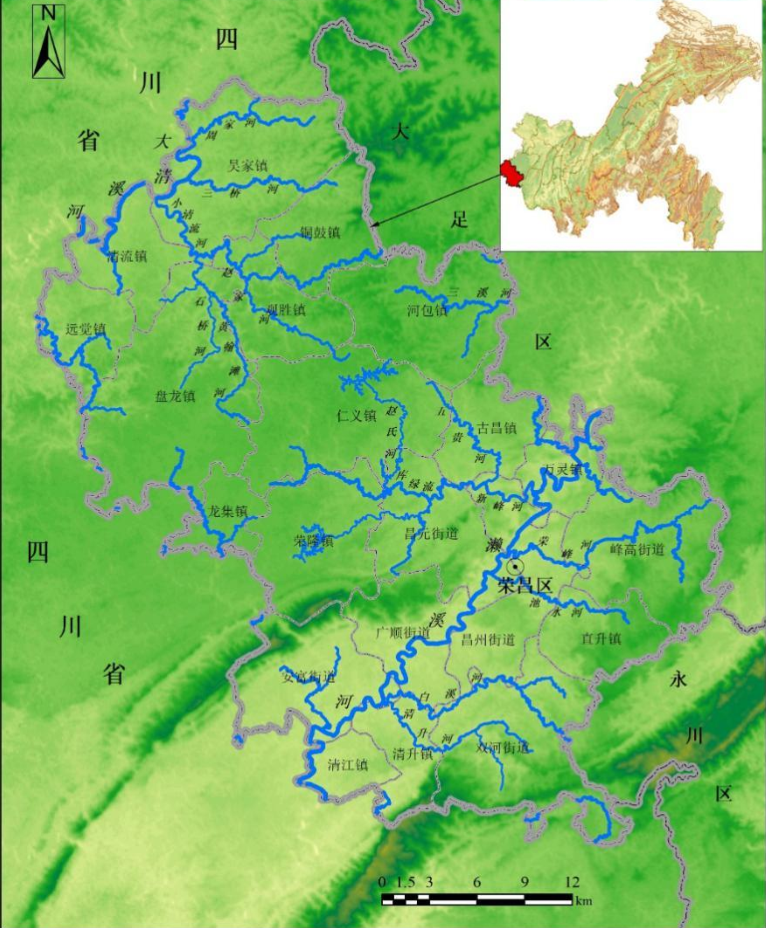 N
四
川
省
大
足
区
大
清
溪
河
周家河
吴家镇
三桥河
小清流河
铜鼓镇
清流镇
赵家河
观胜镇
三溪河
河包镇
远觉镇
石桥河
黄榆滩河
盘龙镇
仁义镇
赵氏河
五贵河
古昌镇
万灵镇
库绿流
新峰河
龙集镇
荣隆镇
昌元街道
荣峰河
峰高街道
荣昌区
池水河
濑
溪
河
广顺街道
昌州街道
直升镇
四
川
省
安富街道
白溪河
清升河
清江镇
清升镇
双河街道
永
川
区
0 1.5 3 6 9 12
km